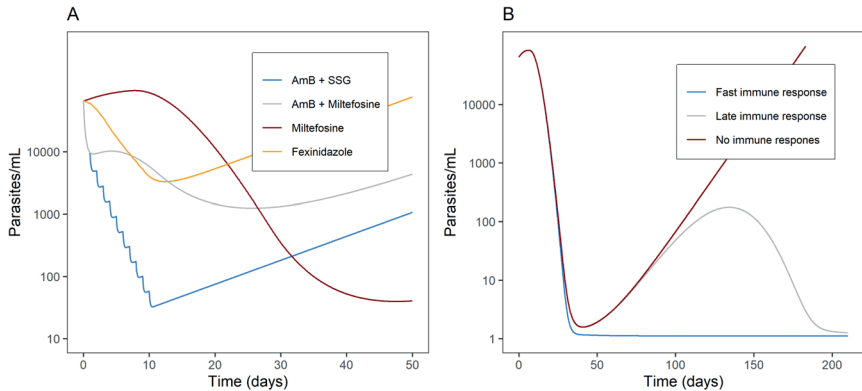 A
Parasites/mL
10000
1000
100
10
0
10
20
30
40
50
Time (days)
AmB + SSG
AmB + Miltefosine
Miltefosine
Fexinidazole
B
Parasites/mL
10000
1000
100
10
1
0
50
100
150
200
Time (days)
Fast immune response
Late immune response
No immune respones